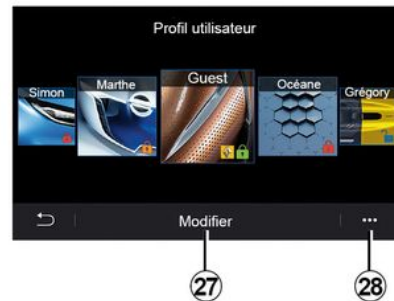 Profil utilisateur
Simon
Marthe
Guest
Océane
Grégory
Modifier
27
28